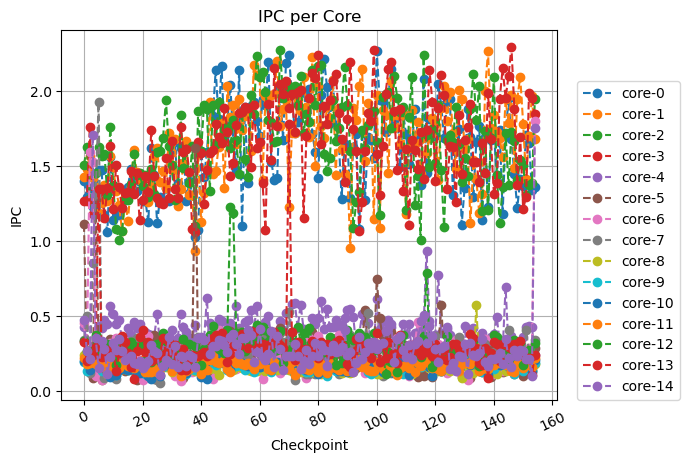 IPC per Core
IPC
2.0
1.5
1.0
0.5
0.0
0
20
40
60
80
100
120
140
160
Checkpoint
core-0
core-1
core-2
core-3
core-4
core-5
core-6
core-7
core-8
core-9
core-10
core-11
core-12
core-13
core-14